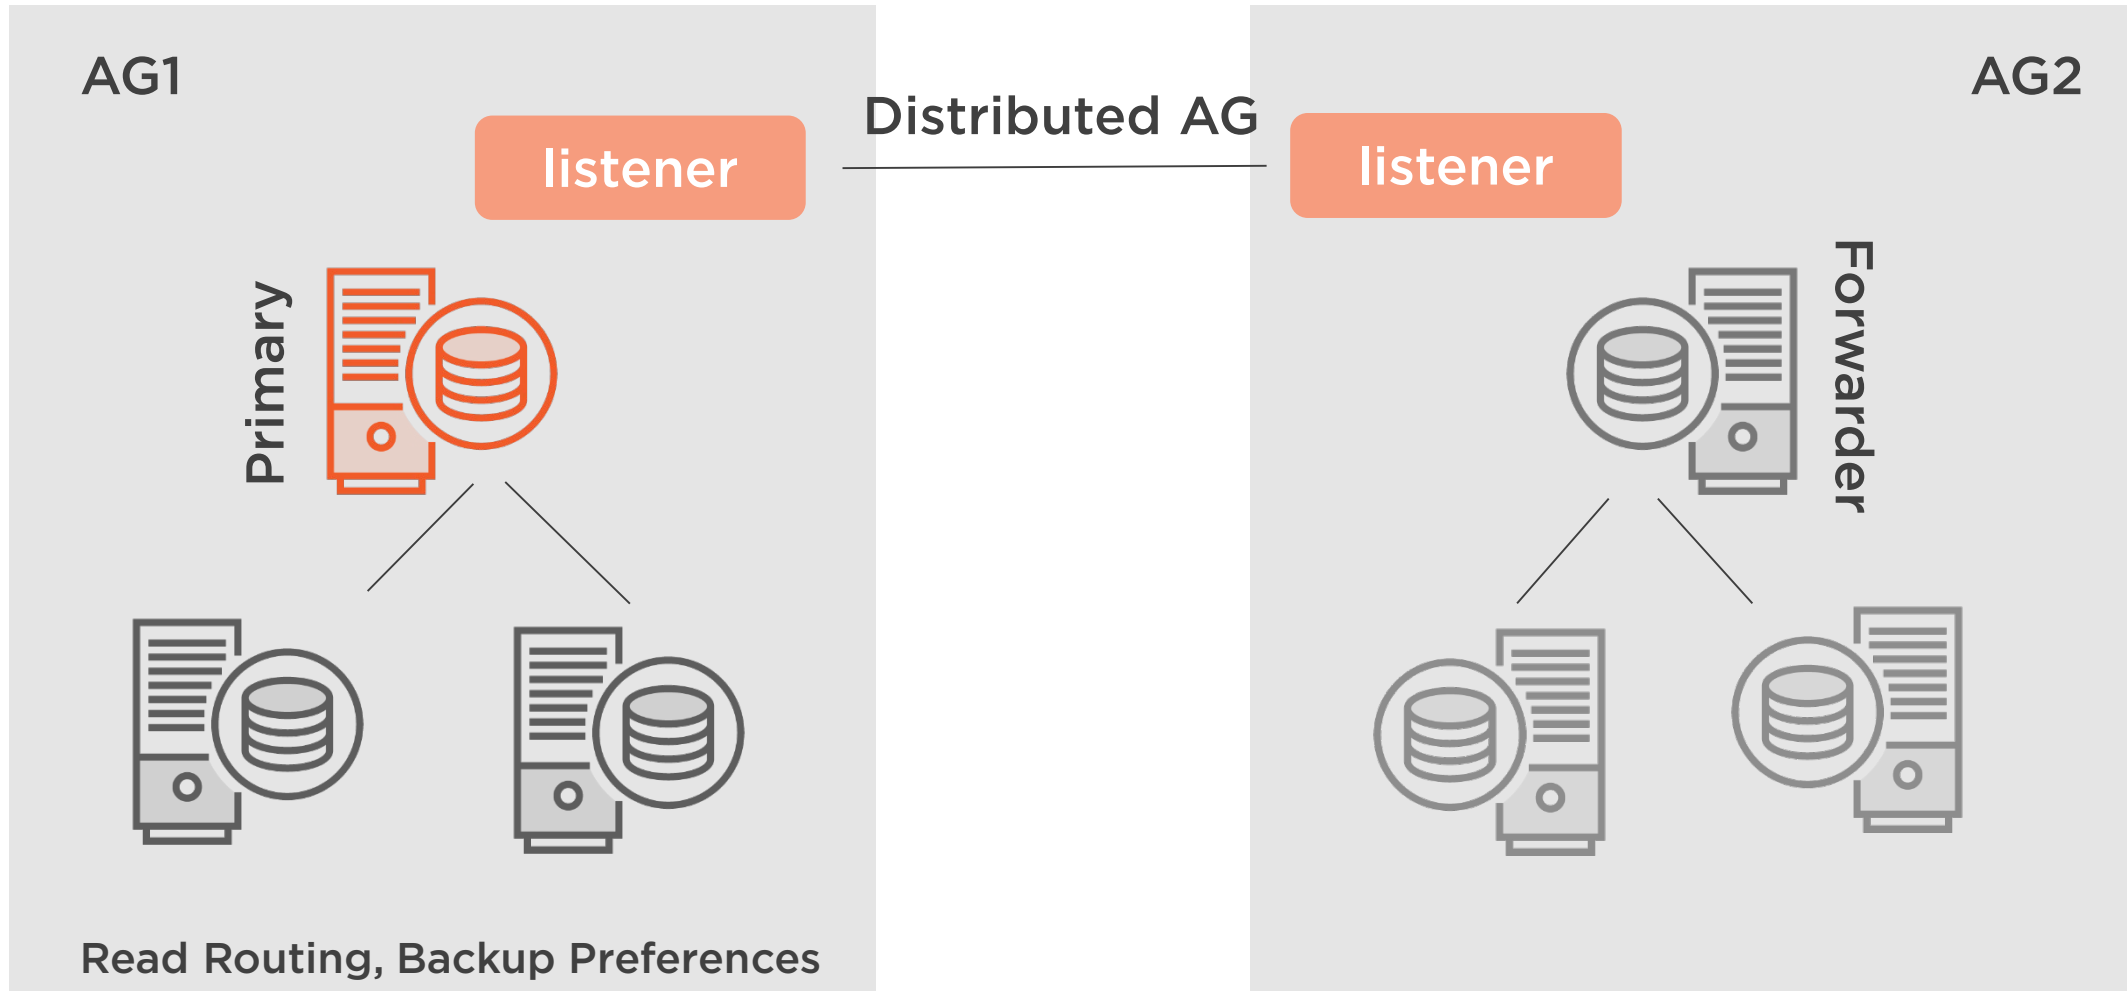 AG1
AG2
Distributed AG
listener
listener
Primary
Forwarder
Read Routing, Backup Preferences